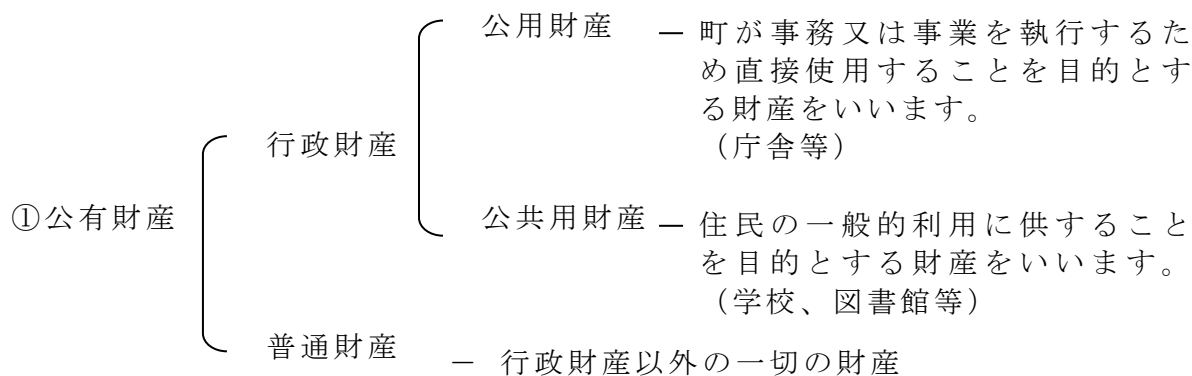 公用財産 － 町が事務又は事業を執行するた
め直接使用することを目的とす
る財産をいいます。
（庁舎等）
行政財産
①公有財産
公共用財産 － 住民の一般的利用に供すること
を目的とする財産をいいます。
（学校、図書館等）
普通財産 － 行政財産以外の一切の財産